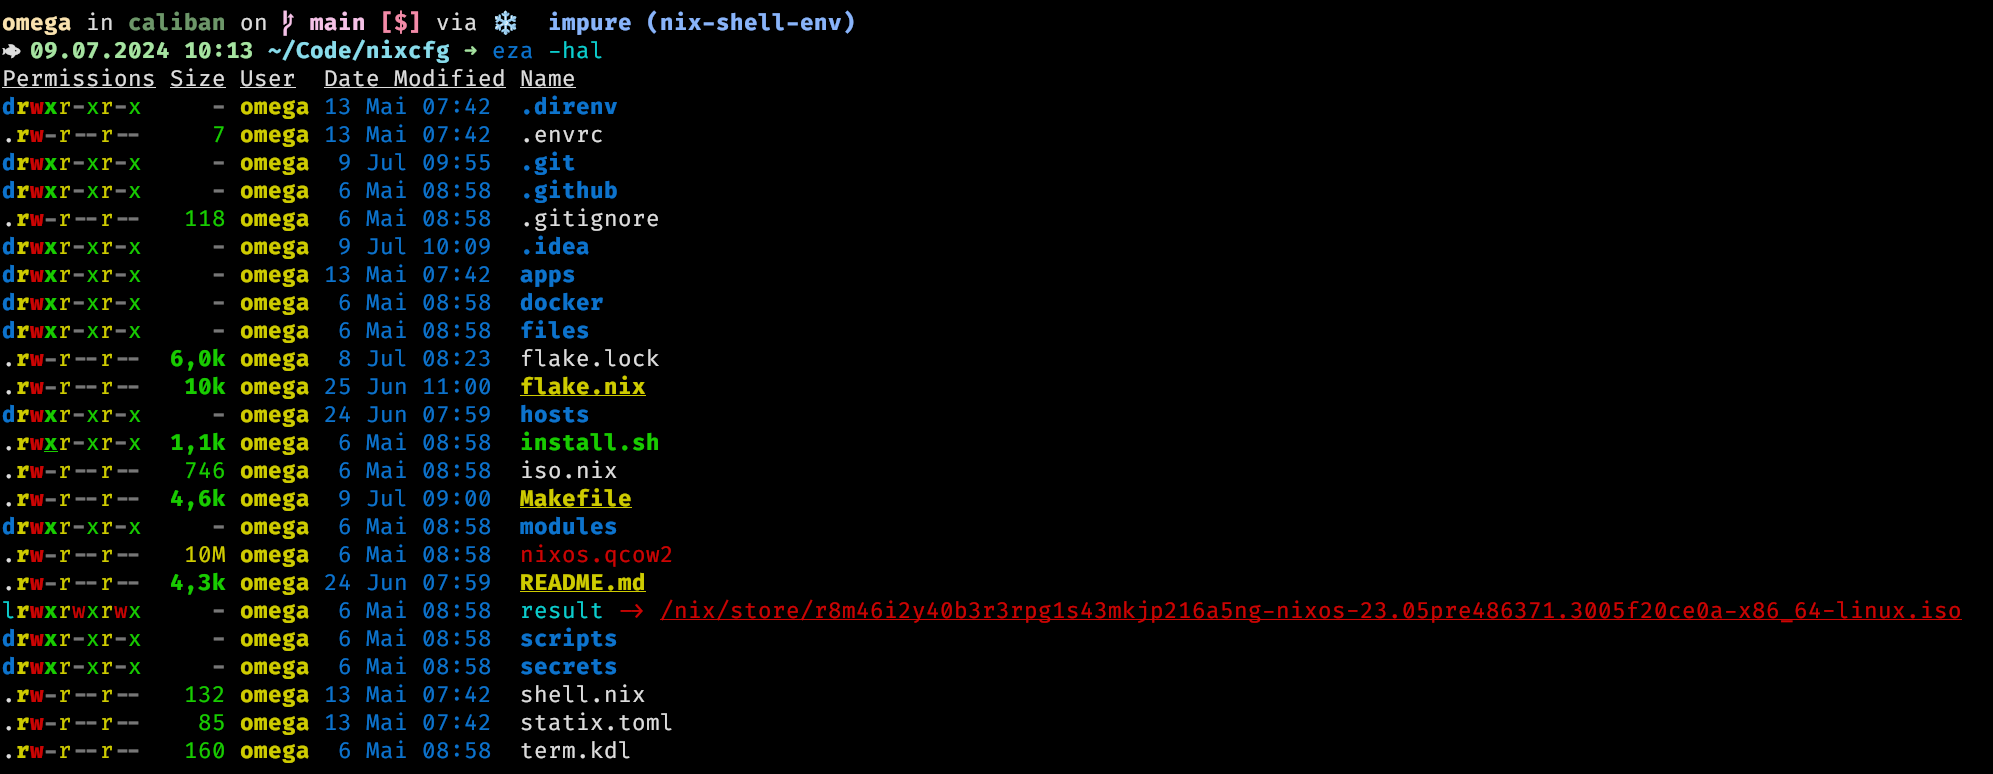 omega in caliban on main [$] via ❄ impure (nix-shell-env)
09.07.2024 10:13 ~/Code/nixcfg → eza -hal
Permissions Size User Date Modified Name
drwxr-xr-x - omega 13 Mai 07:42 .direnv
.rw-r--r-- 7 omega 13 Mai 07:42 .envrc
drwxr-xr-x - omega 9 Jul 09:55 .git
drwxr-xr-x - omega 6 Mai 08:58 .github
.rw-r--r-- 118 omega 6 Mai 08:58 .gitignore
drwxr-xr-x - omega 9 Jul 10:09 .idea
drwxr-xr-x - omega 13 Mai 07:42 apps
drwxr-xr-x - omega 6 Mai 08:58 docker
drwxr-xr-x - omega 6 Mai 08:58 files
.rw-r--r-- 6,0k omega 8 Jul 08:23 flake.lock
.rw-r--r-- 10k omega 25 Jun 11:00 flake.nix
drwxr-xr-x - omega 24 Jun 07:59 hosts
.rwxr-xr-x 1,1k omega 6 Mai 08:58 install.sh
.rw-r--r-- 746 omega 6 Mai 08:58 iso.nix
.rw-r--r-- 4,6k omega 9 Jul 09:00 Makefile
drwxr-xr-x - omega 6 Mai 08:58 modules
.rw-r--r-- 10M omega 6 Mai 08:58 nixos.qcow2
.rw-r--r-- 4,3k omega 24 Jun 07:59 README.md
lrwxrwxrwx - omega 6 Mai 08:58 result -> /nix/store/r8m46i2y40b3r3rpg1s43mkjp216a5ng-nixos-23.05pre486371.3005f20ce0a-x86_64-linux.iso
drwxr-xr-x - omega 6 Mai 08:58 scripts
drwxr-xr-x - omega 6 Mai 08:58 secrets
.rw-r--r-- 132 omega 13 Mai 07:42 shell.nix
.rw-r--r-- 85 omega 13 Mai 07:42 statix.toml
.rw-r--r-- 160 omega 6 Mai 08:58 term.kdl